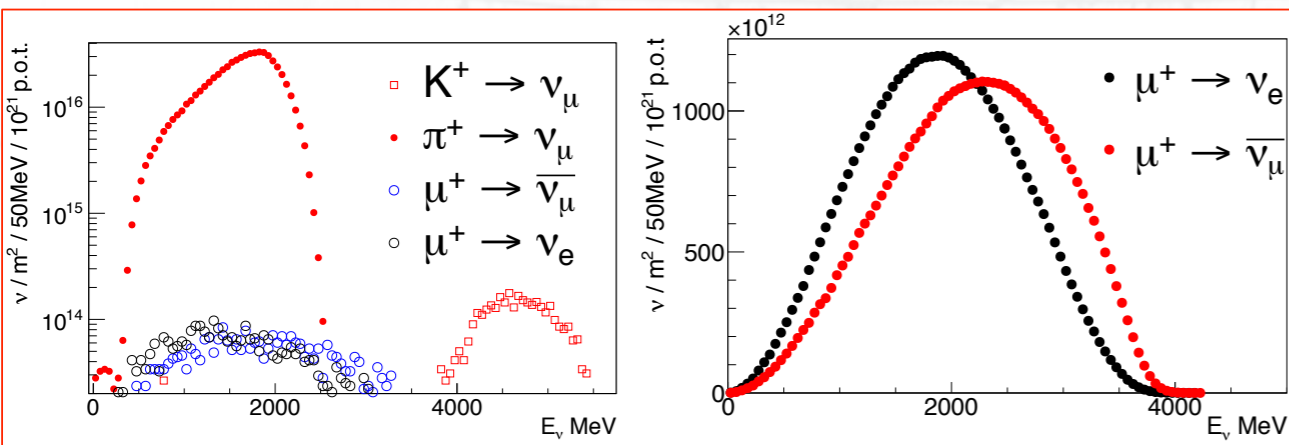 ν / m² / 50MeV / 10²¹ p.o.t.
10¹⁶
10¹⁵
10¹⁴
K⁺ → ν_μ
π⁺ → ν_μ
μ⁺ → ν̅_μ
μ⁺ → ν_e
0 2000 4000
E_ν MeV
×10¹²
ν / m² / 50MeV / 10²¹ p.o.t
1000
500
0
μ⁺ → ν_e
μ⁺ → ν̅_μ
0 2000 4000
E_ν MeV